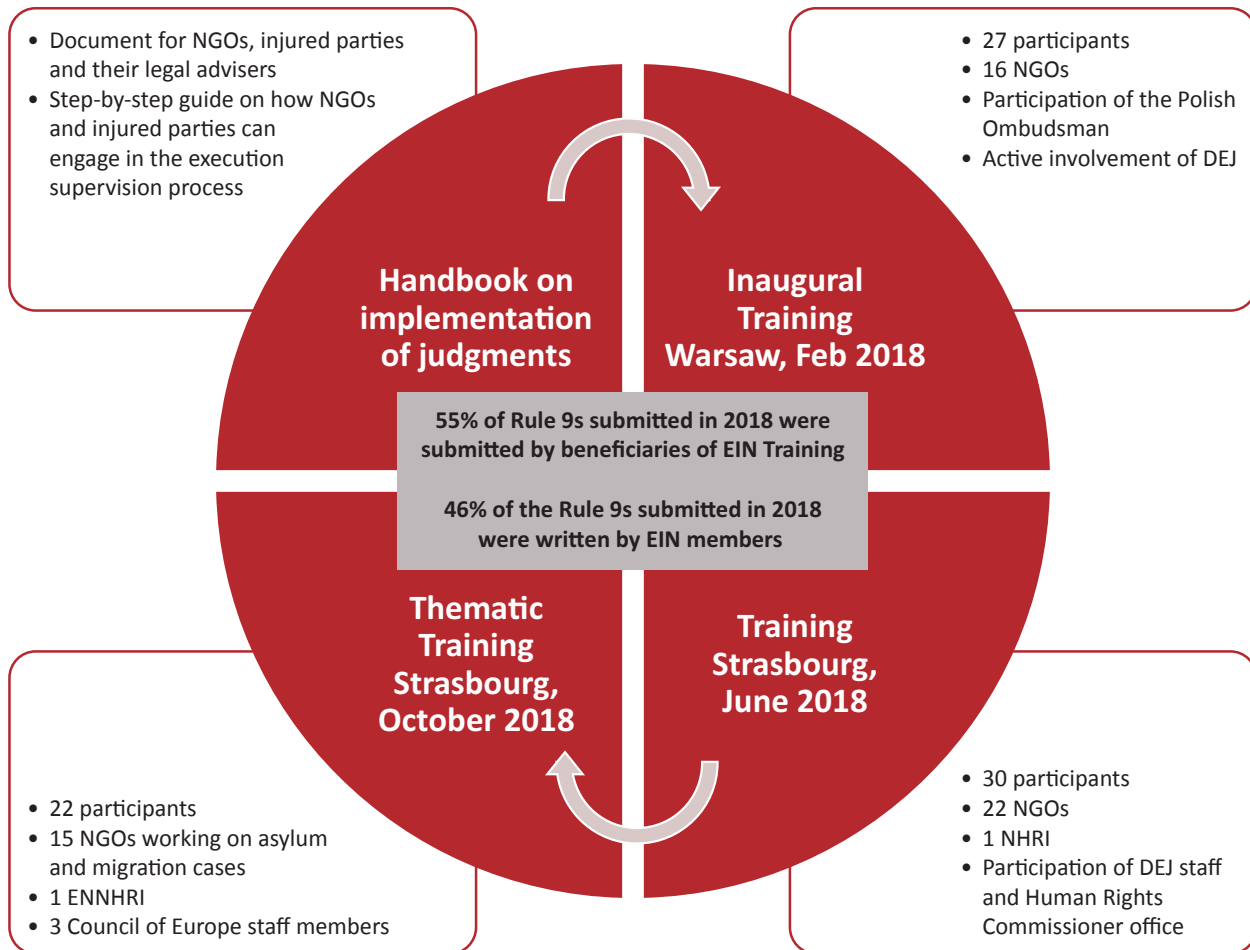 • Document for NGOs, injured parties
and their legal advisers
• Step-by-step guide on how NGOs
and injured parties can
engage in the execution
supervision process
• 27 participants
• 16 NGOs
• Participation of the Polish
Ombudsman
• Active involvement of DEJ
Handbook on
implementation
of judgments
Inaugural
Training
Warsaw, Feb 2018
55% of Rule 9s submitted in 2018 were
submitted by beneficiaries of EIN Training
46% of the Rule 9s submitted in 2018
were written by EIN members
Thematic
Training
Strasbourg,
October 2018
Training
Strasbourg,
June 2018
• 22 participants
• 15 NGOs working on asylum
and migration cases
• 1 ENNHRI
• 3 Council of Europe staff members
• 30 participants
• 22 NGOs
• 1 NHRI
• Participation of DEJ staff
and Human Rights
Commissioner office